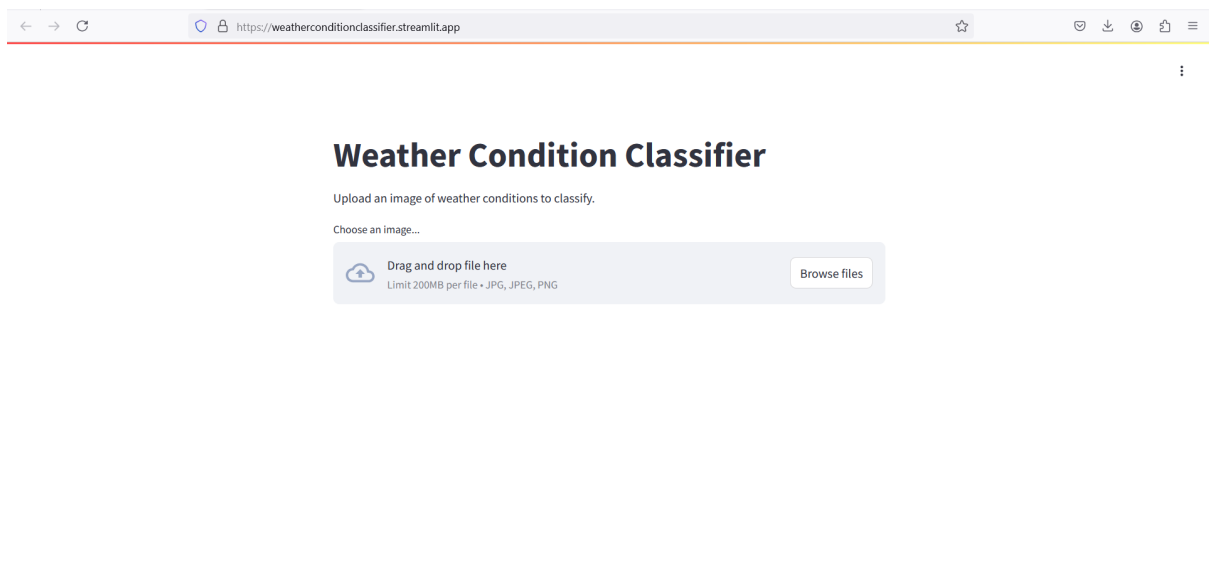 https://weatherconditionclassifier.streamlit.app
Weather Condition Classifier
Upload an image of weather conditions to classify.
Choose an image...
Drag and drop file here
Limit 200MB per file • JPG, JPEG, PNG
Browse files